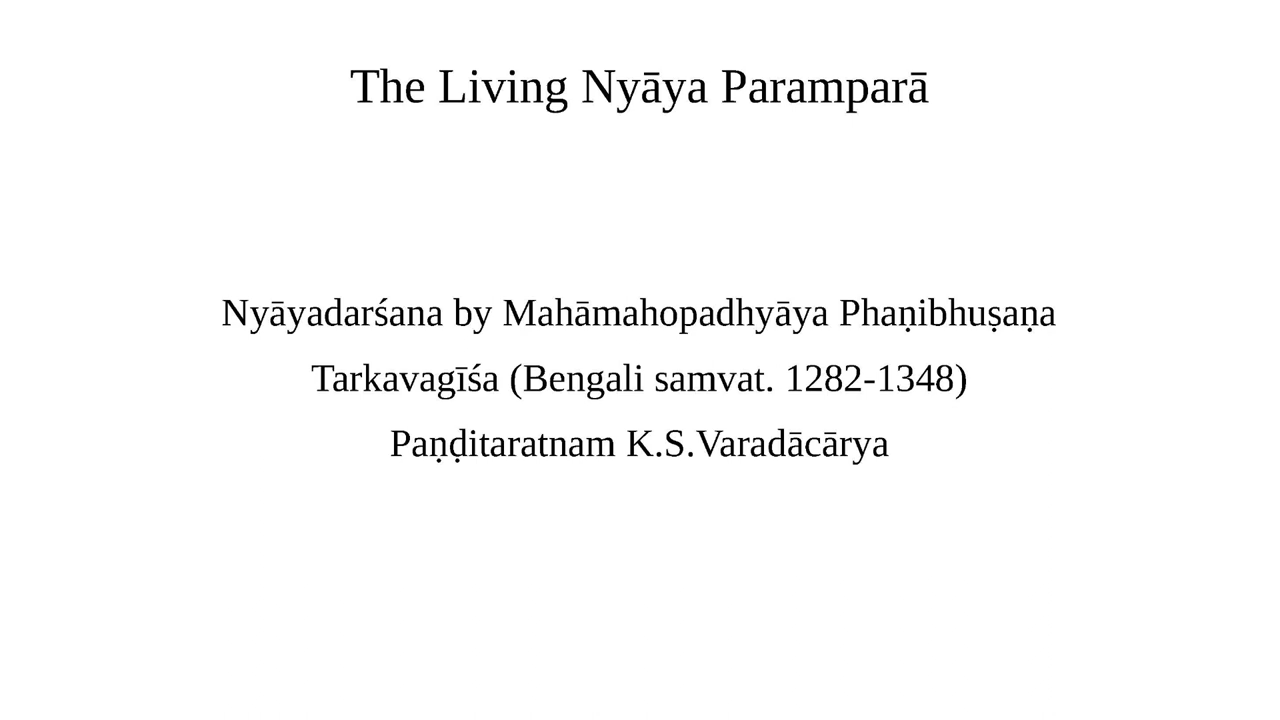 The Living Nyāya Paramparā
Nyāyadarśana by Mahāmahopadhyāya Phaṇibhuṣaṇa
Tarkavagīśa (Bengali samvat. 1282-1348)
Paṇḍitaratnam K.S.Varadācārya